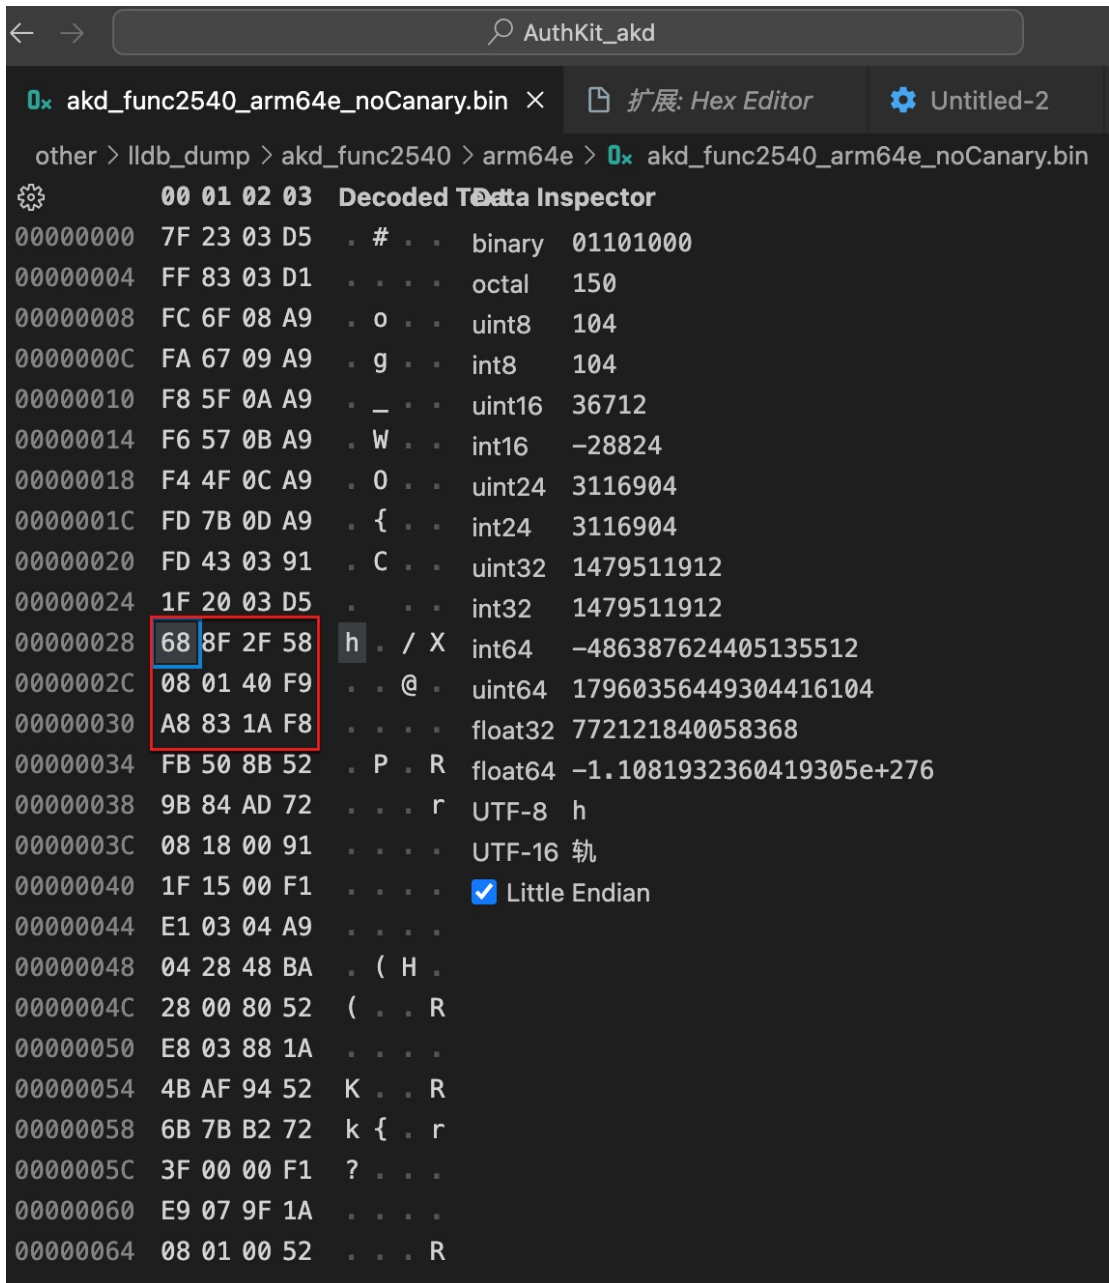 AuthKit_akd
akd_func2540_arm64e_noCanary.bin × 扩展: Hex Editor Untitled-2
other > lldb_dump > akd_func2540 > arm64e > akd_func2540_arm64e_noCanary.bin
00 01 02 03 Decoded Text Data Inspector
00000000 7F 23 03 D5 . # . . binary 01101000
00000004 FF 83 03 D1 . . . . octal 150
00000008 FC 6F 08 A9 . o . . uint8 104
0000000C FA 67 09 A9 . g . . int8 104
00000010 F8 5F 0A A9 . _ . . uint16 36712
00000014 F6 57 0B A9 . W . . int16 -28824
00000018 F4 4F 0C A9 . O . . uint24 3116904
0000001C FD 7B 0D A9 . { . . int24 3116904
00000020 FD 43 03 91 . C . . uint32 1479511912
00000024 1F 20 03 D5 . . . int32 1479511912
00000028 68 8F 2F 58 h . / X int64 -486387624405135512
0000002C 08 01 40 F9 . . @ . uint64 17960356449304416104
00000030 A8 83 1A F8 . . . . float32 772121840058368
00000034 FB 50 8B 52 . P . R float64 -1.1081932360419305e+276
00000038 9B 84 AD 72 . . . r UTF-8 h
0000003C 08 18 00 91 . . . . UTF-16 轨
00000040 1F 15 00 F1 . . . . Little Endian
00000044 E1 03 04 A9 . . . .
00000048 04 28 48 BA . ( H .
0000004C 28 00 80 52 ( . . R
00000050 E8 03 88 1A . . . .
00000054 4B AF 94 52 K . . R
00000058 6B 7B B2 72 k { . r
0000005C 3F 00 00 F1 ? . . .
00000060 E9 07 9F 1A . . . .
00000064 08 01 00 52 . . . R